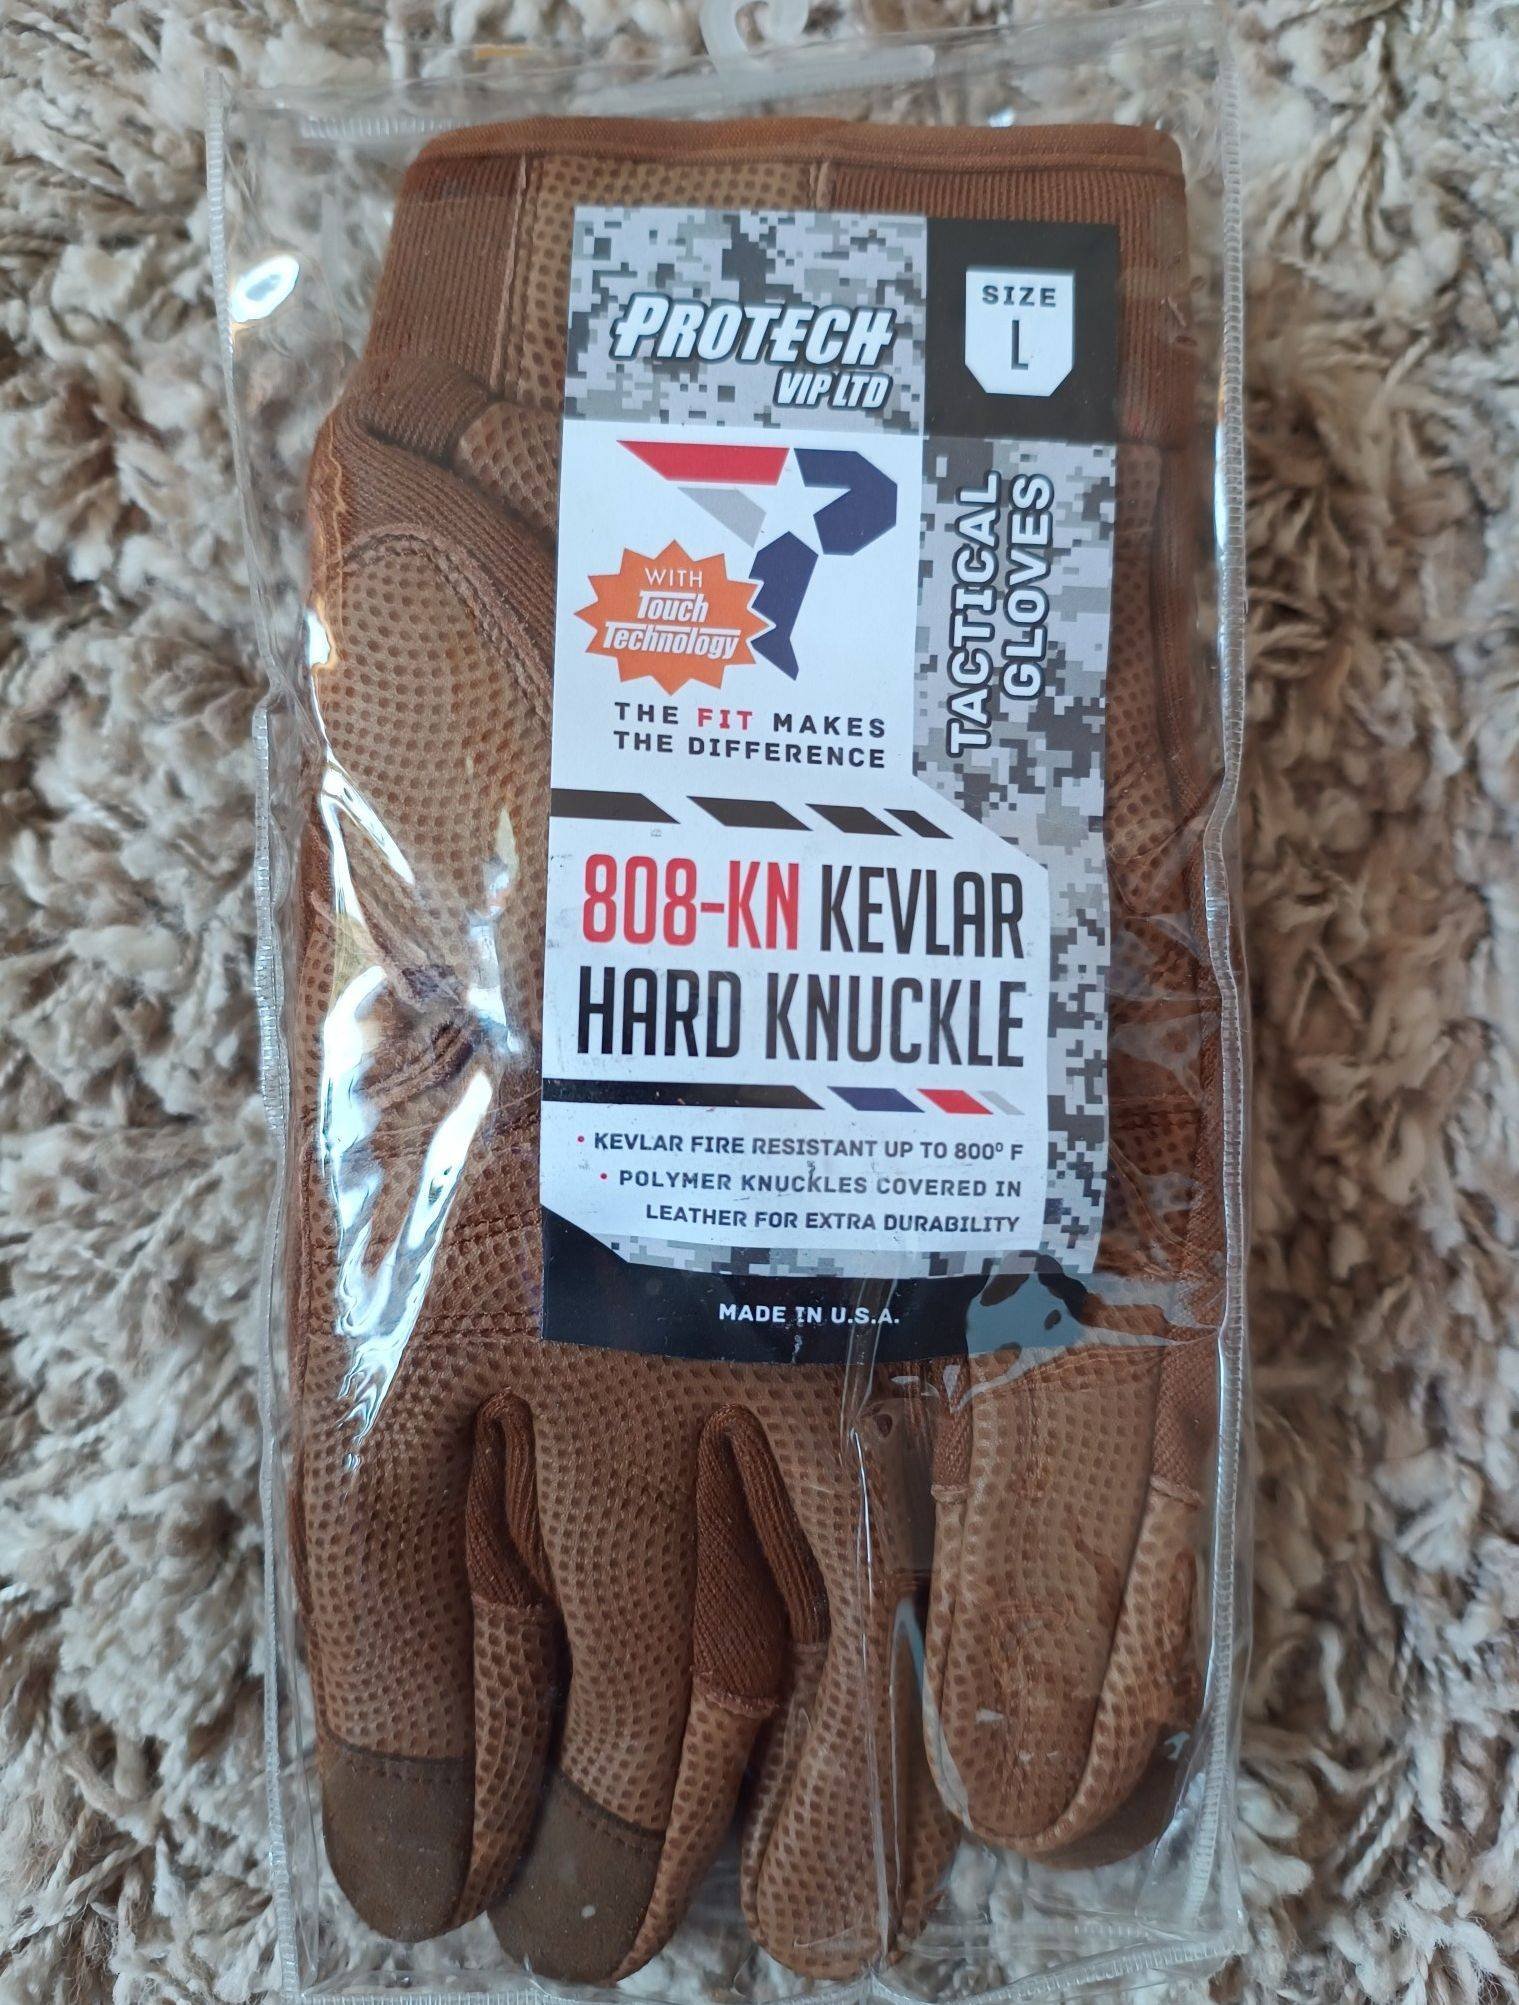 PROTECH
VIP LTD
SIZE
L
TACTICAL
GLOVES
WITH
Touch
Technology
THE FIT MAKES
THE DIFFERENCE
808-KN KEVLAR
HARD KNUCKLE
• KEVLAR FIRE RESISTANT UP TO 800° F
• POLYMER KNUCKLES COVERED IN
LEATHER FOR EXTRA DURABILITY
MADE IN U.S.A.